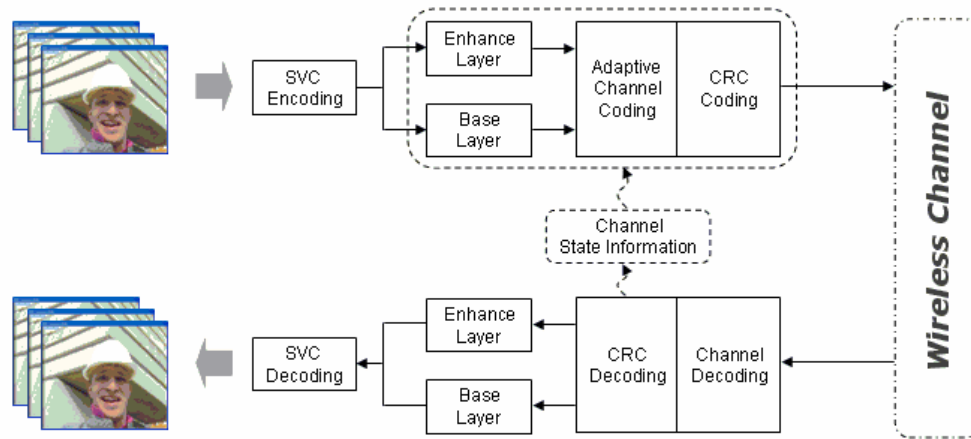 SVC
Encoding
Enhance
Layer
Base
Layer
Adaptive
Channel
Coding
CRC
Coding
Wireless Channel
Channel
State Information
SVC
Decoding
Enhance
Layer
Base
Layer
CRC
Decoding
Channel
Decoding